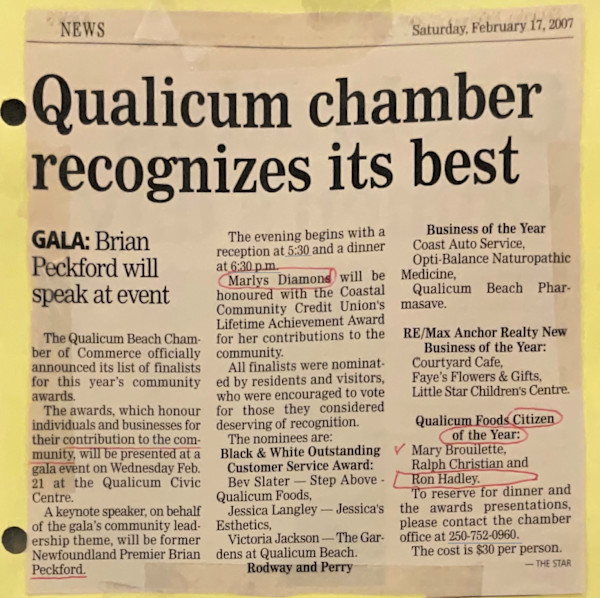 NEWS
Saturday, February 17, 2007
Qualicum chamber
recognizes its best
GALA: Brian
Peckford will
speak at event
The Qualicum Beach Cham-
ber of Commerce officially
announced its list of finalists
for this year's community
awards.
The awards, which honour
individuals and businesses for
their contribution to the com-
munity, will be presented at a
gala event on Wednesday Feb.
21 at the Qualicum Civic
Centre.
A keynote speaker, on behalf
of the gala's community lead-
ership theme, will be former
Newfoundland Premier Brian
Peckford.
The evening begins with a
reception at 5:30 and a dinner
at 6:30 p.m.
Marlys Diamond will be
honoured with the Coastal
Community Credit Union's
Lifetime Achievement Award
for her contributions to the
community.
All finalists were nominat-
ed by residents and visitors,
who were encouraged to vote
for those they considered
deserving of recognition.
The nominees are:
Black & White Outstanding
Customer Service Award:
Bev Slater — Step Above -
Qualicum Foods,
Jessica Langley — Jessica's
Esthetics,
Victoria Jackson — The Gar-
dens at Qualicum Beach.
Rodway and Perry
Business of the Year
Coast Auto Service,
Opti-Balance Naturopathic
Medicine,
Qualicum Beach Phar-
masave.
RE/Max Anchor Realty New
Business of the Year:
Courtyard Cafe,
Faye's Flowers & Gifts,
Little Star Children's Centre.
Qualicum Foods Citizen
of the Year:
Mary Brouilette,
Ralph Christian and
Ron Hadley.
To reserve for dinner and
the awards presentations,
please contact the chamber
office at 250-752-0960.
The cost is $30 per person.
— THE STAR